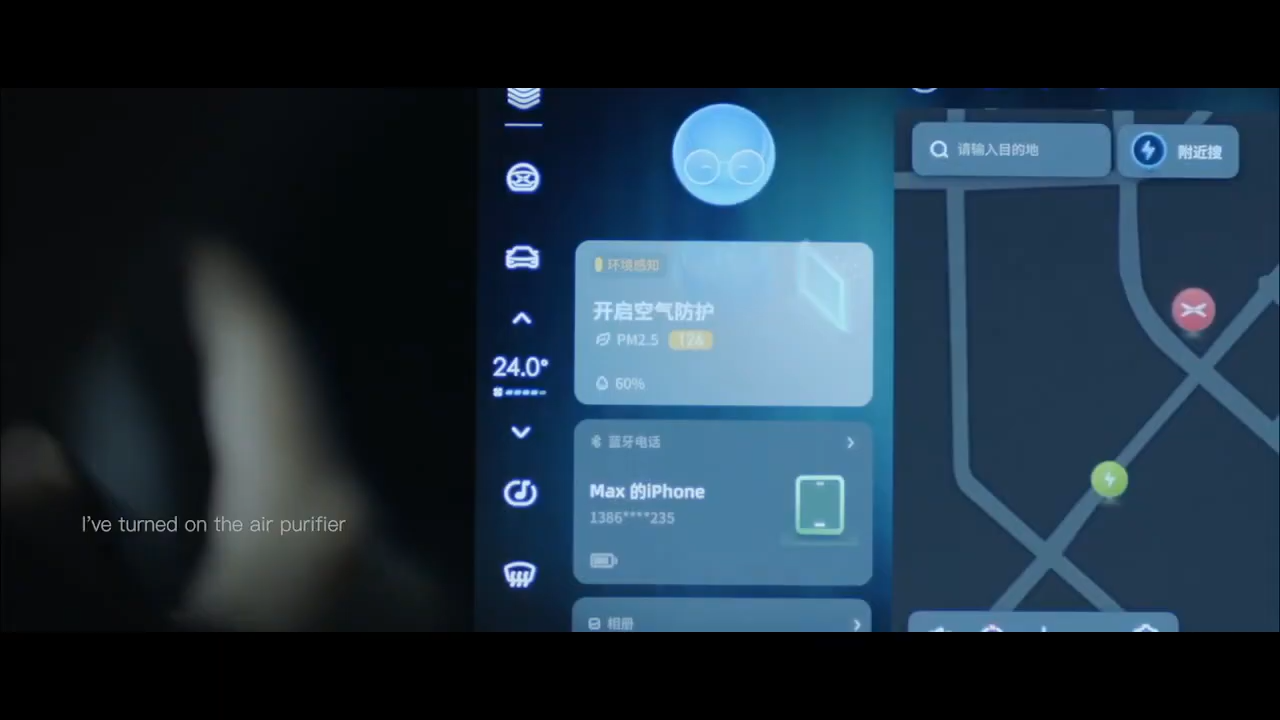 请输入目的地
附近搜
环境感知
开启空气防护
PM2.5 126
24.0°
60%
蓝牙电话
Max 的iPhone
1386****235
I've turned on the air purifier
相册